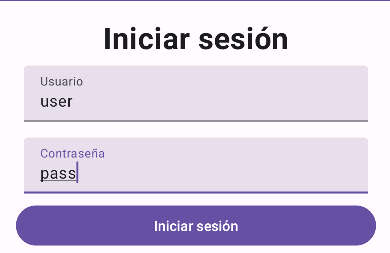 Iniciar sesión
Usuario
user
Contraseña
pass
Iniciar sesión